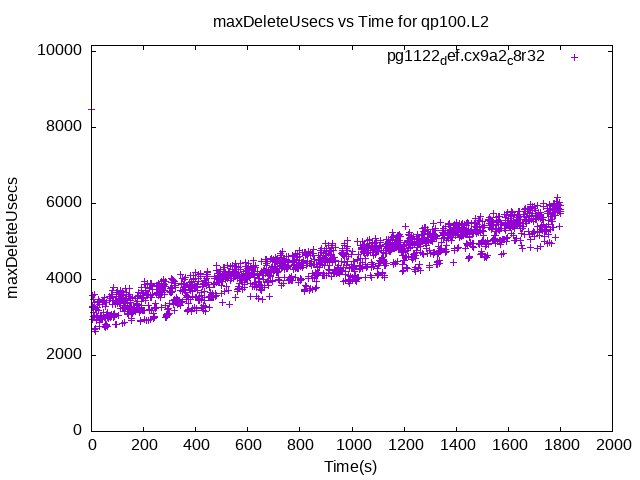 maxDeleteUsecs vs Time for qp100.L2
pg1122def.cx9a2c8r32
10000
8000
6000
4000
2000
0
maxDeleteUsecs
0 200 400 600 800 1000 1200 1400 1600 1800 2000
Time(s)